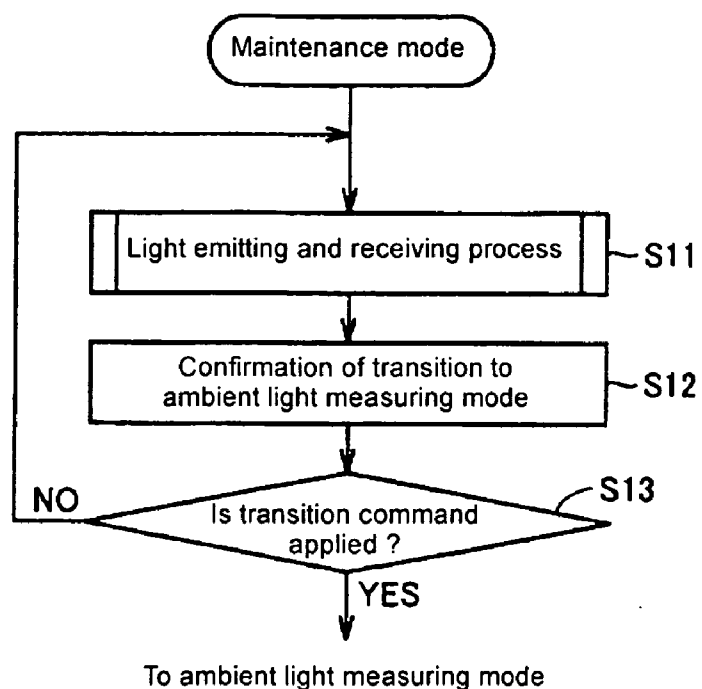 Maintenance mode
Light emitting and receiving process
S11
Confirmation of transition to
ambient light measuring mode
S12
S13
NO
Is transition command
applied ?
YES
To ambient light measuring mode